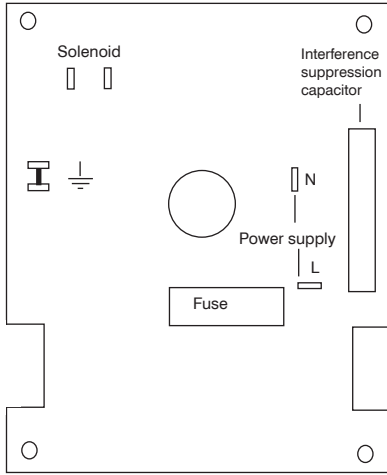 Solenoid
Interference
suppression
capacitor
N
Power supply
L
Fuse